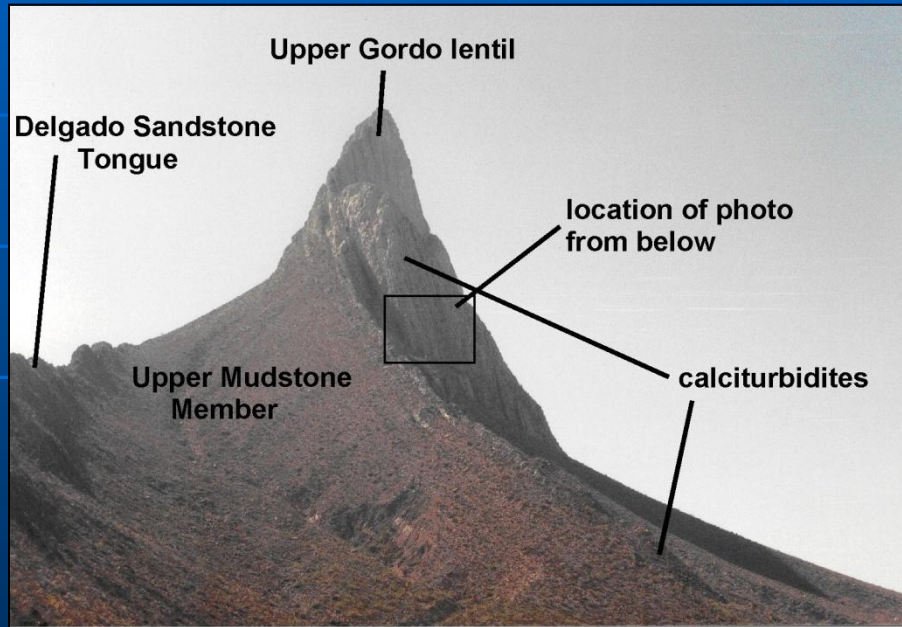 Upper Gordo lentil
Delgado Sandstone
Tongue
location of photo
from below
Upper Mudstone
Member
calciturbidites